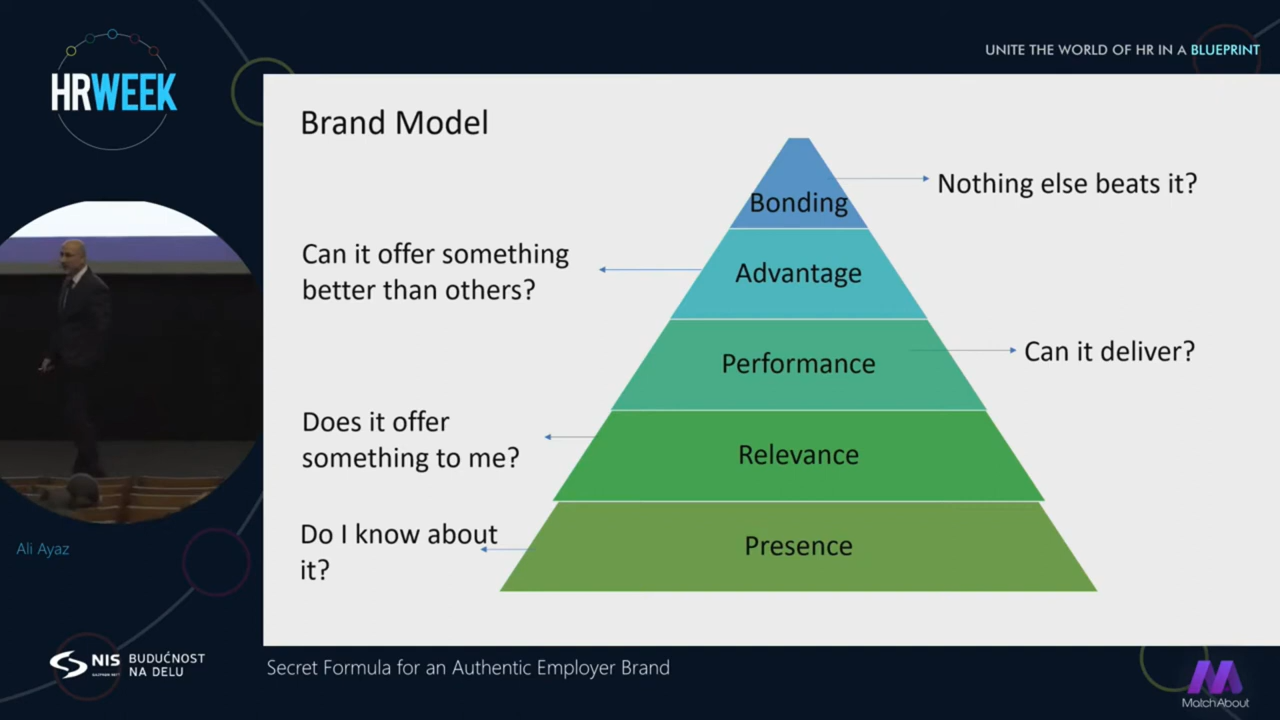 UNITE THE WORLD OF HR IN A BLUEPRINT
HRWEEK
Brand Model
Bonding
Nothing else beats it?
Can it offer something
better than others?
Advantage
Performance
Can it deliver?
Does it offer
something to me?
Relevance
Do I know about
it?
Presence
Ali Ayaz
NIS
BUDUĆNOST
NA DELU
Secret Formula for an Authentic Employer Brand
MatchAbout